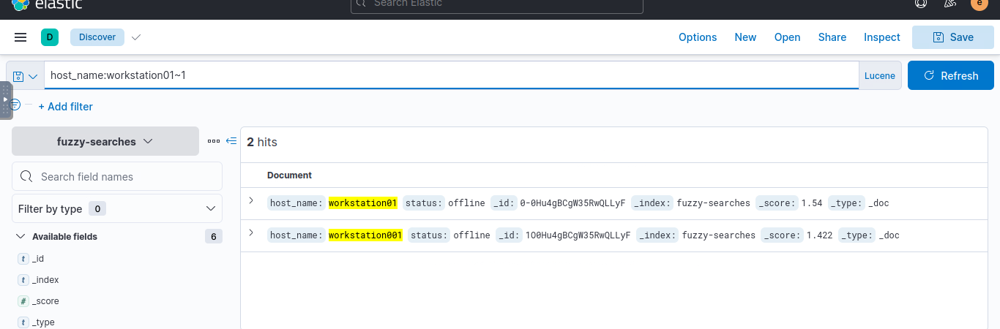 elastic
Search Elastic
e
D Discover Options New Open Share Inspect Save
host_name:workstation01~1 Lucene Refresh
+ Add filter
fuzzy-searches
2 hits
Search field names
Document
Filter by type 0
host_name: workstation01 status: offline _id: 0-0Hu4gBCgW35RwQLLyF _index: fuzzy-searches _score: 1.54 _type: _doc
Available fields 6
host_name: workstation001 status: offline _id: 1O0Hu4gBCgW35RwQLLyF _index: fuzzy-searches _score: 1.422 _type: _doc
t _id
t _index
# _score
t _type